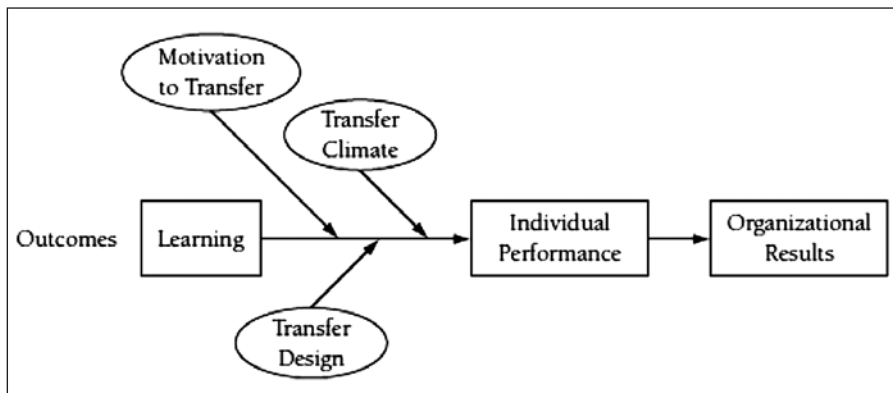 Motivation
to Transfer
Transfer
Climate
Outcomes
Learning
Individual
Performance
Organizational
Results
Transfer
Design